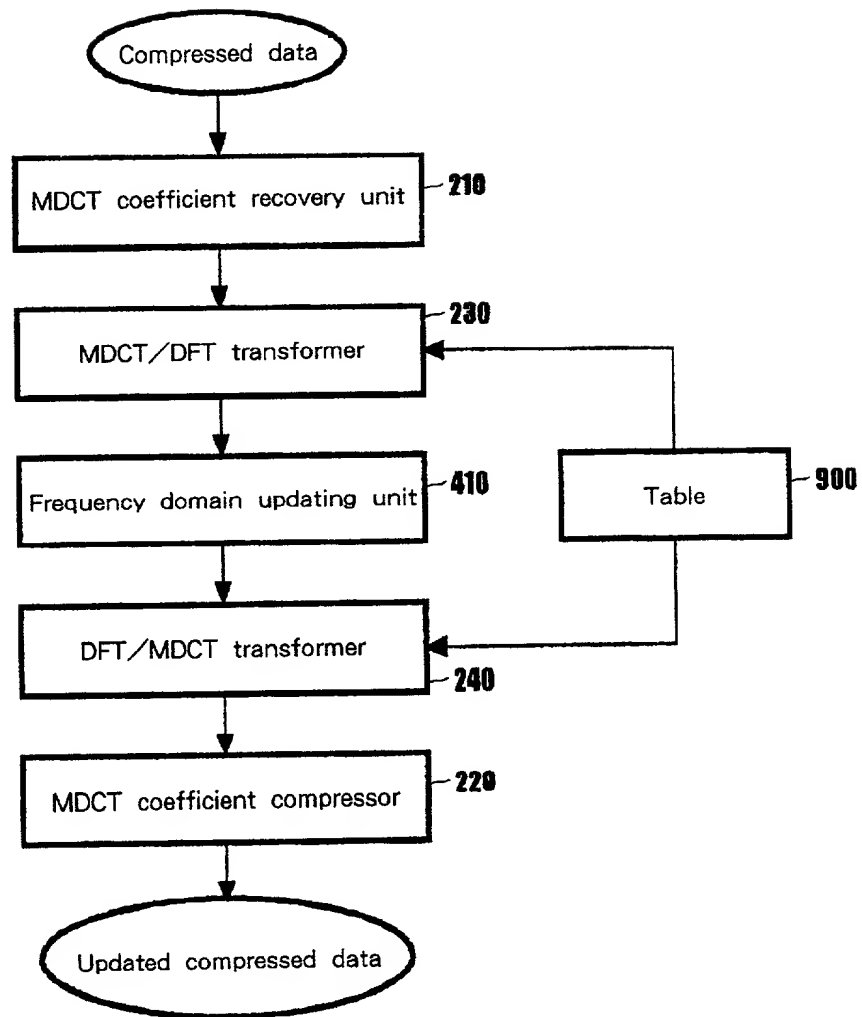 Compressed data
MDCT coefficient recovery unit
210
MDCT/DFT transformer
230
Frequency domain updating unit
410
Table
900
DFT/MDCT transformer
240
MDCT coefficient compressor
220
Updated compressed data